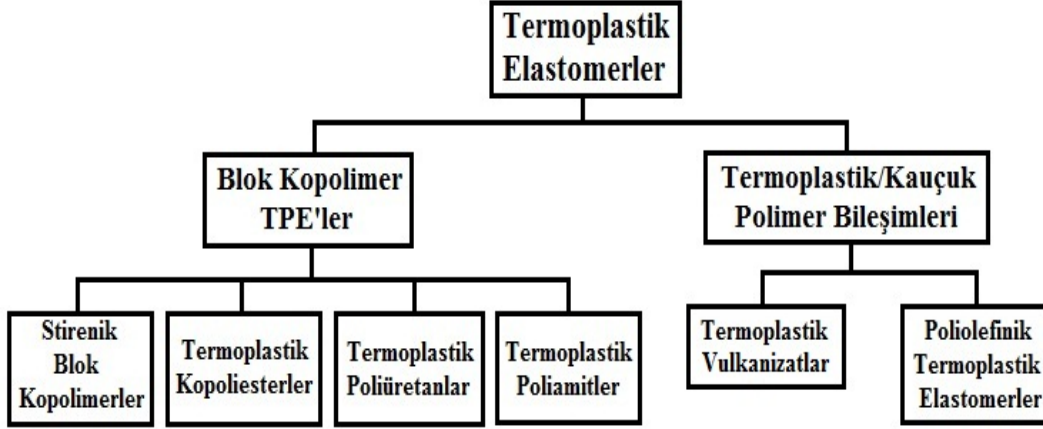 Termoplastik
Elastomerler
Blok Kopolimer
TPE'ler
Termoplastik/Kauçuk
Polimer Bileşimleri
Stirenik
Blok
Kopolimerler
Termoplastik
Kopoliesterler
Termoplastik
Poliüretanlar
Termoplastik
Poliamitler
Termoplastik
Vulkanizatlar
Poliolefinik
Termoplastik
Elastomerler